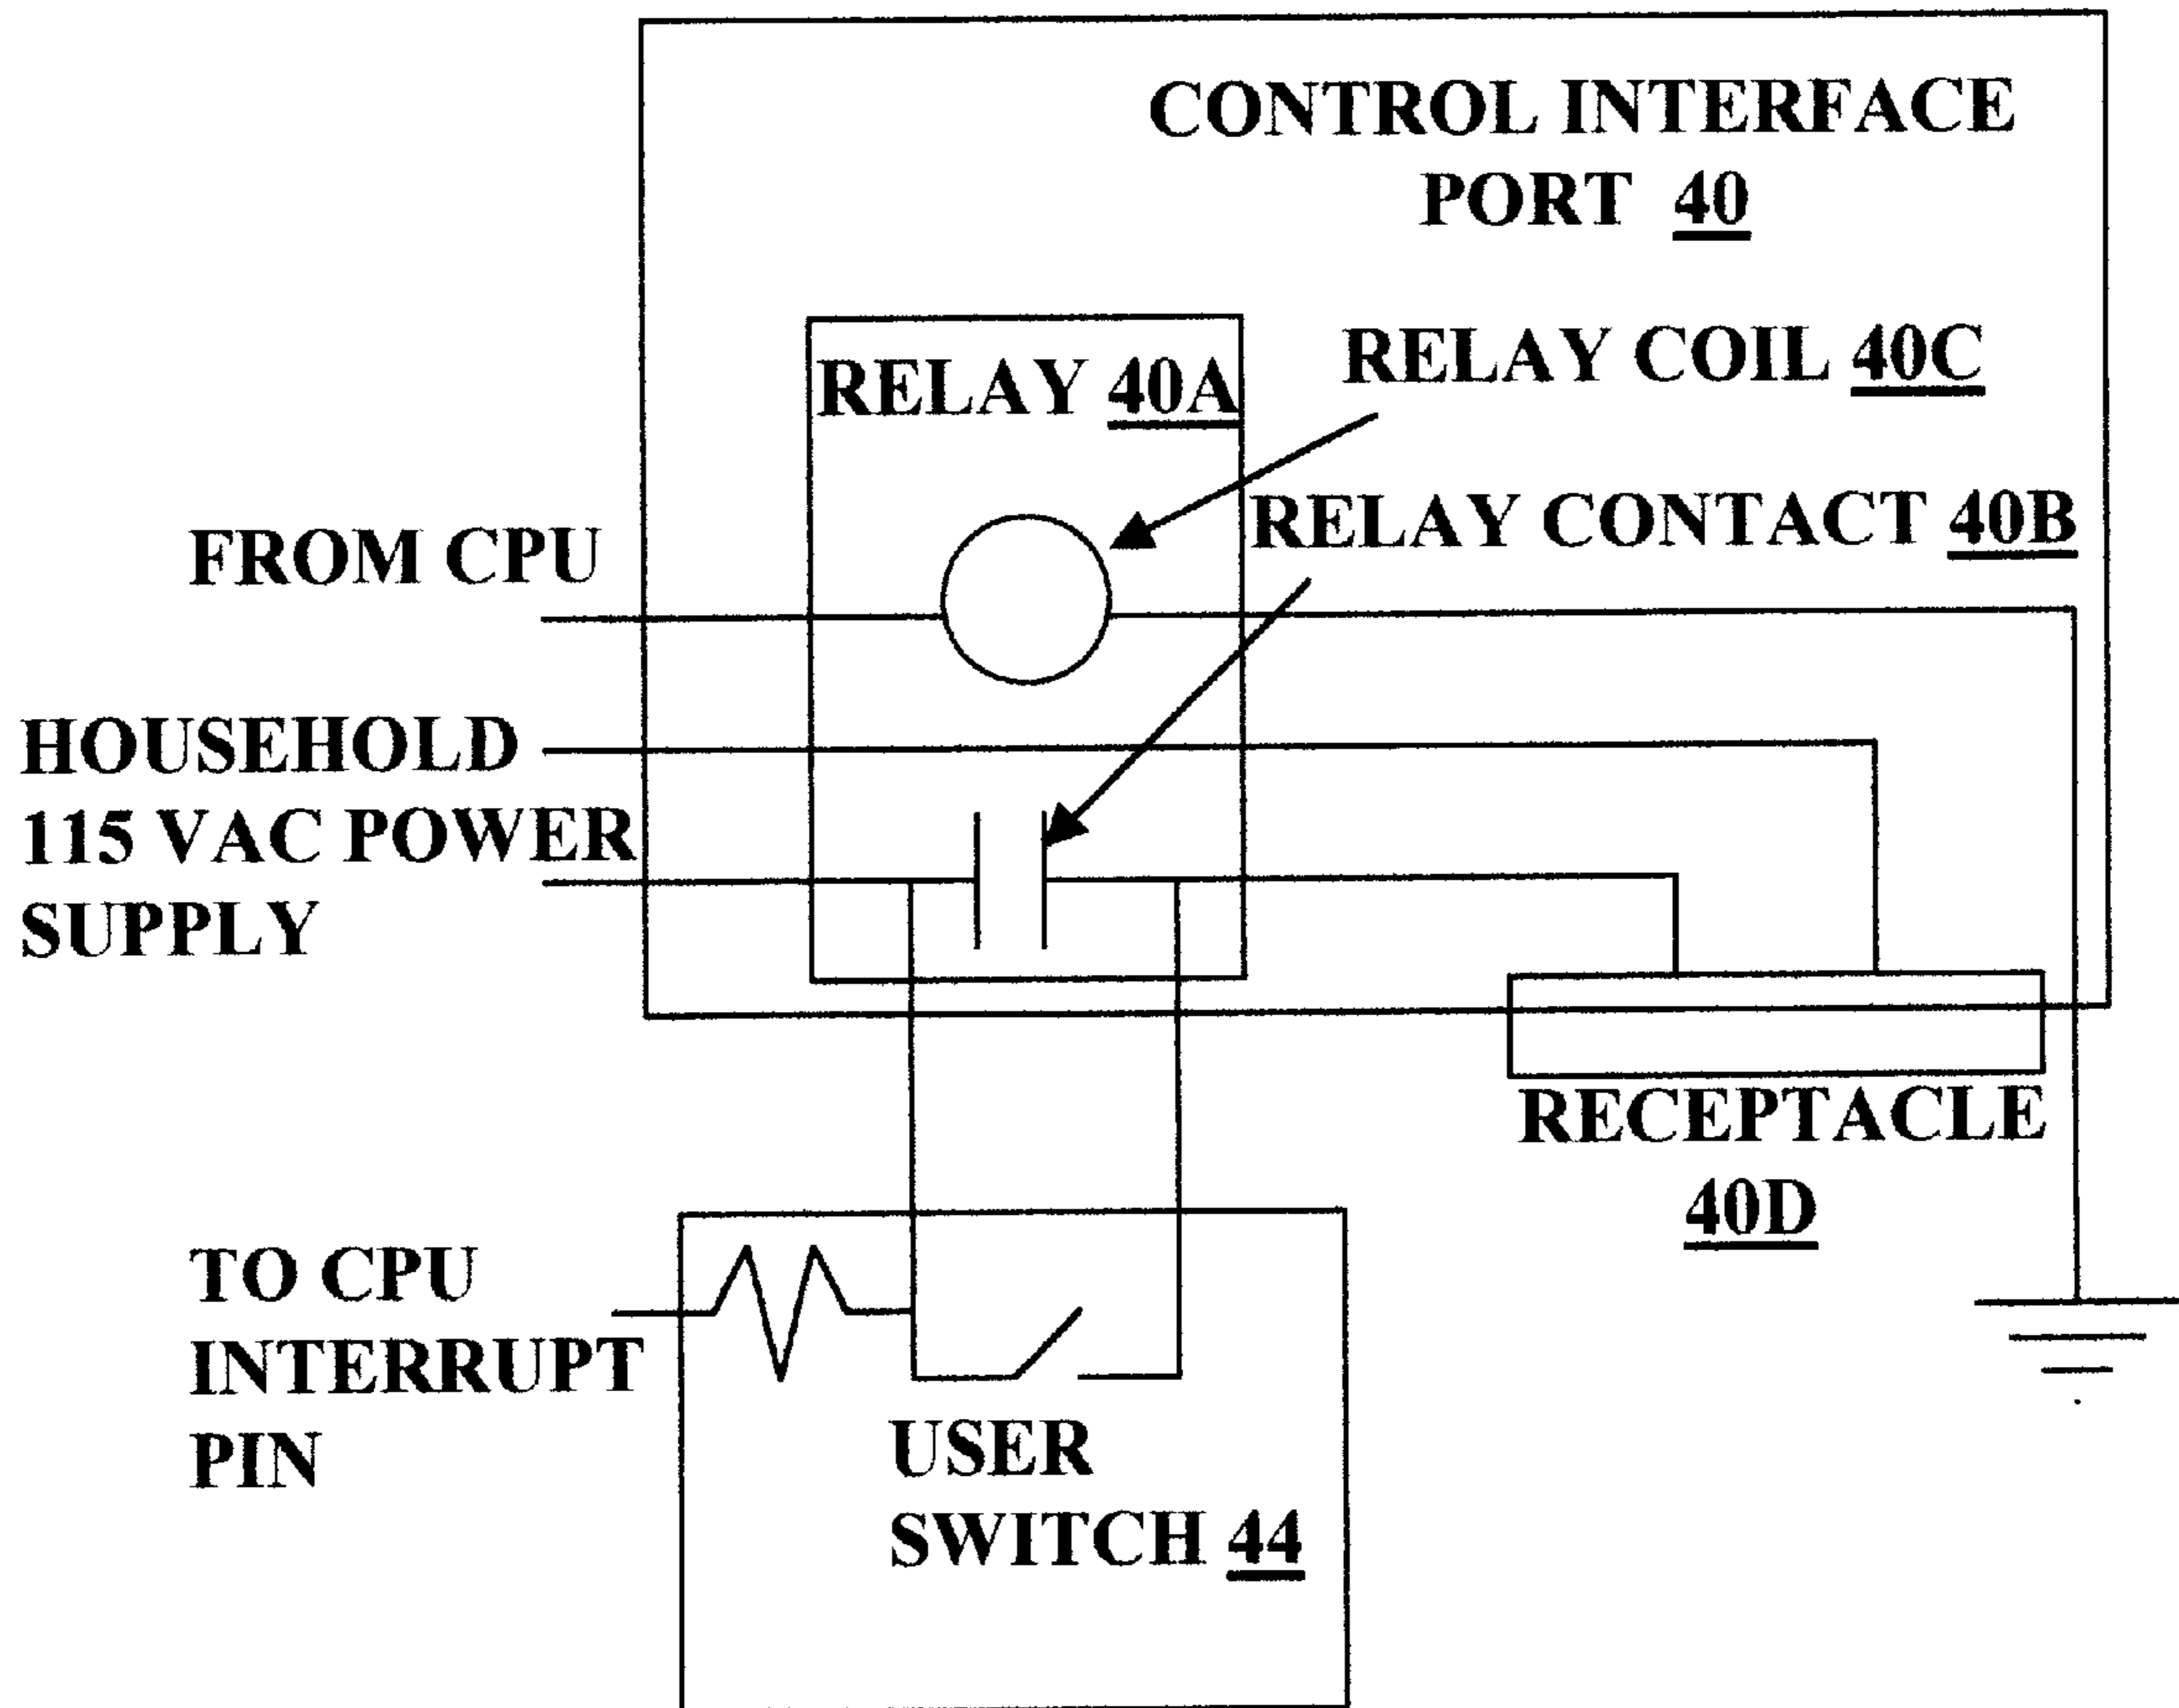 CONTROL INTERFACE
PORT 40
RELAY 40A
RELAY COIL 40C
RELAY CONTACT 40B
FROM CPU
HOUSEHOLD
115 VAC POWER
SUPPLY
RECEPTACLE
40D
TO CPU
INTERRUPT
PIN
USER
SWITCH 44